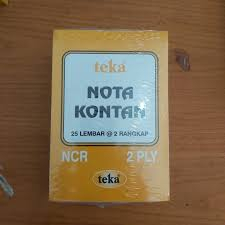 teka
NOTA
KONTAN
25 LEMBAR @ 2 RANGKAP
NCR 2 PLY
teka